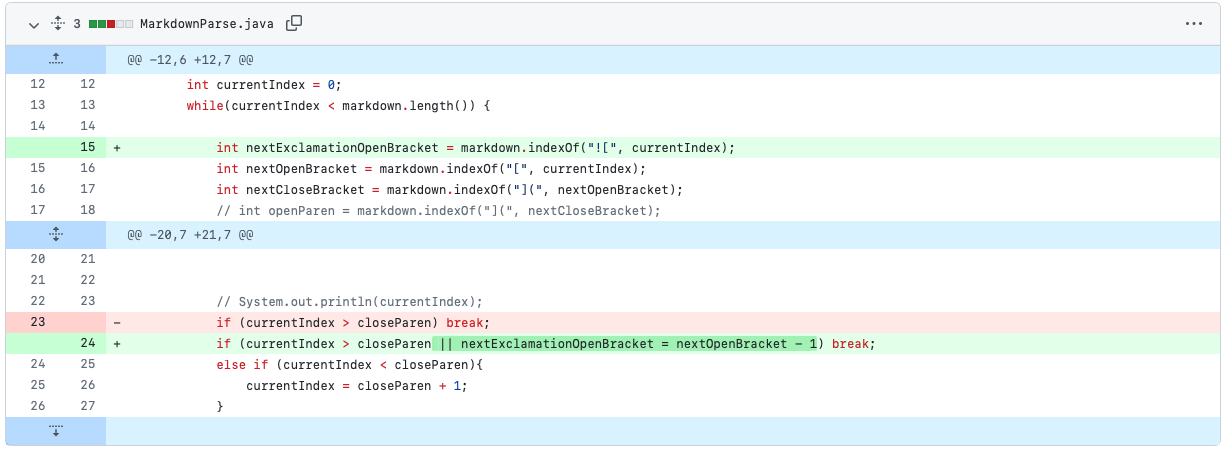 3 MarkdownParse.java
@@ -12,6 +12,7 @@
12 12 int currentIndex = 0;
13 13 while(currentIndex < markdown.length()) {
14 14
15 + int nextExclamationOpenBracket = markdown.indexOf("![", currentIndex);
15 16 int nextOpenBracket = markdown.indexOf("[", currentIndex);
16 17 int nextCloseBracket = markdown.indexOf("](", nextOpenBracket);
17 18 // int openParen = markdown.indexOf("](", nextCloseBracket);
@@ -20,7 +21,7 @@
20 21
21 22
22 23 // System.out.println(currentIndex);
23 - if (currentIndex > closeParen) break;
24 + if (currentIndex > closeParen || nextExclamationOpenBracket = nextOpenBracket - 1) break;
24 25 else if (currentIndex < closeParen){
25 26 currentIndex = closeParen + 1;
26 27 }